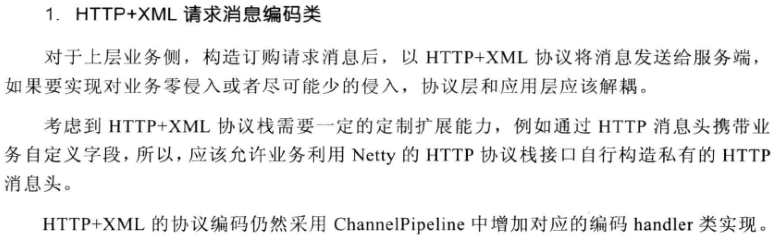 1. HTTP+XML 请求消息编码类
对于上层业务侧，构造订购请求消息后，以 HTTP+XML 协议将消息发送给服务端，
如果要实现对业务零侵入或者尽可能少的侵入，协议层和应用层应该解耦。
考虑到 HTTP+XML 协议栈需要一定的定制扩展能力，例如通过 HTTP 消息头携带业
务自定义字段，所以，应该允许业务利用 Netty 的 HTTP 协议栈接口自行构造私有的 HTTP
消息头。
HTTP+XML 的协议编码仍然采用 ChannelPipeline 中增加对应的编码 handler 类实现。